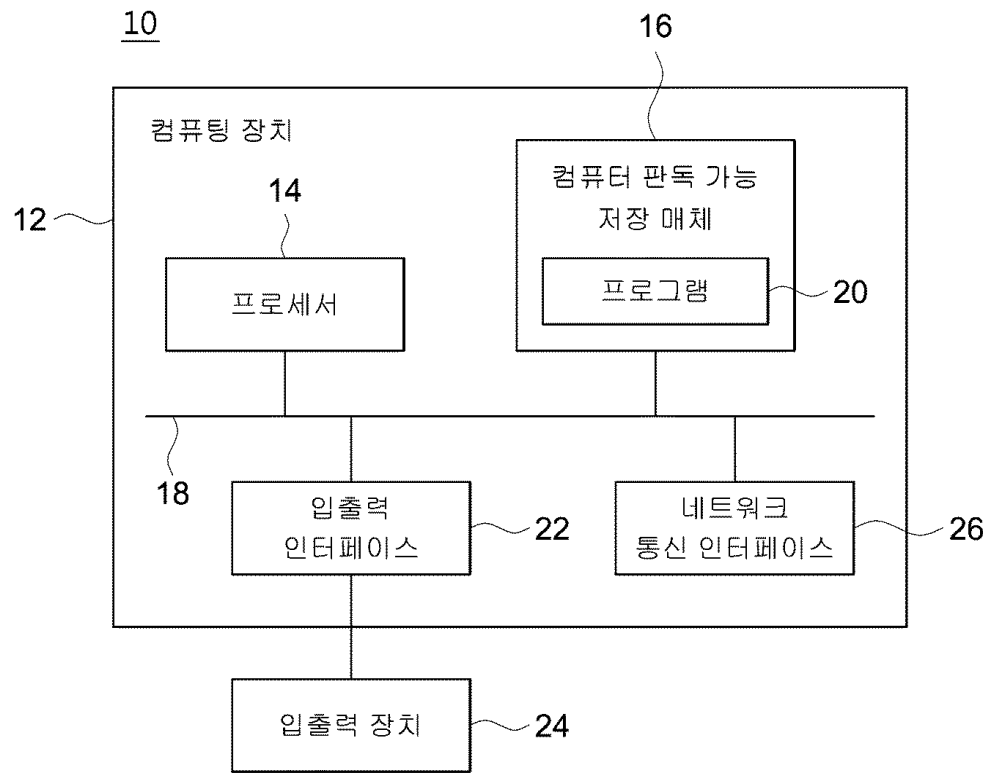 10
16
컴퓨팅 장치
컴퓨터 판독 가능
저장 매체
12
14
프로세서
프로그램
20
18
입출력
인터페이스
22
네트워크
통신 인터페이스
26
입출력 장치
24